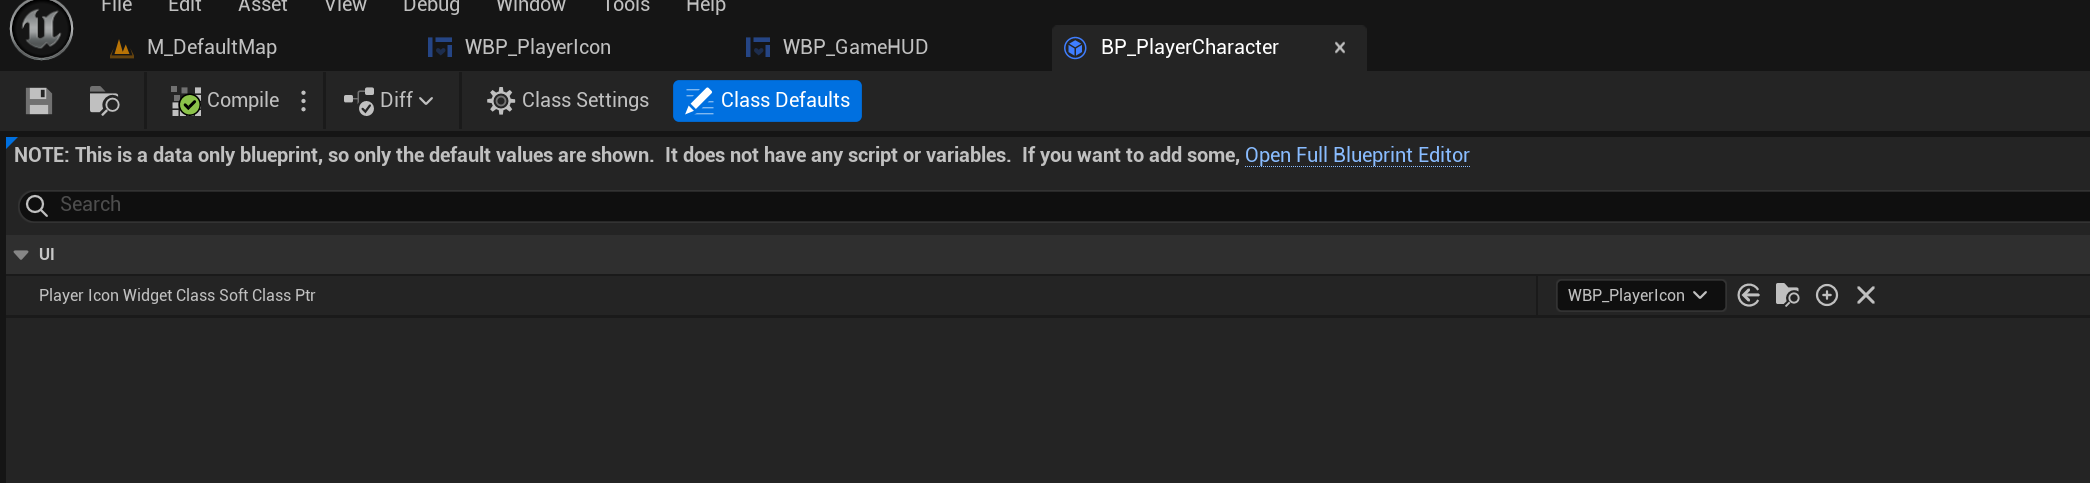 File Edit Asset View Debug Window Tools Help
M_DefaultMap WBP_PlayerIcon WBP_GameHUD BP_PlayerCharacter
Compile Diff Class Settings Class Defaults
NOTE: This is a data only blueprint, so only the default values are shown. It does not have any script or variables. If you want to add some, Open Full Blueprint Editor
Search
UI
Player Icon Widget Class Soft Class Ptr WBP_PlayerIcon